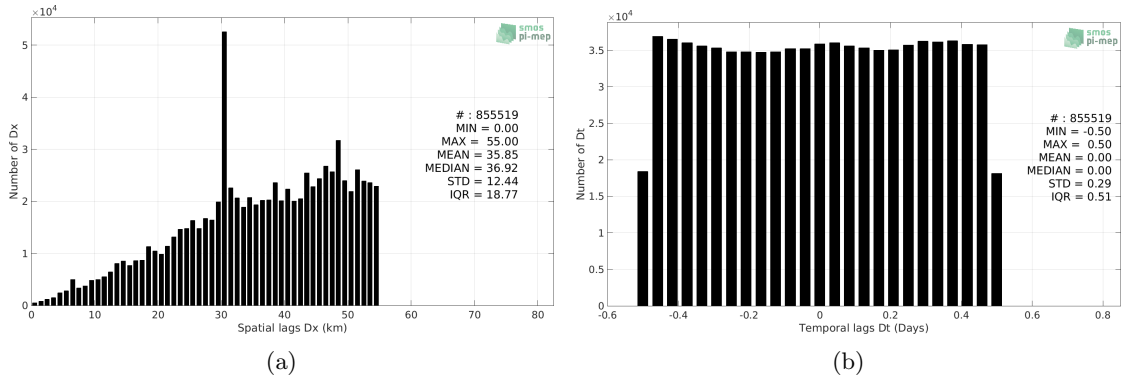 ×10⁴
5
4
3
2
1
0
Number of Dx
0 10 20 30 40 50 60 70 80
Spatial lags Dx (km)
smos
pi-mep
# : 855519
MIN = 0.00
MAX = 55.00
MEAN = 35.85
MEDIAN = 36.92
STD = 12.44
IQR = 18.77
(a)
×10⁴
3.5
3
2.5
2
1.5
1
0.5
0
Number of Dt
-0.6 -0.4 -0.2 0 0.2 0.4 0.6 0.8
Temporal lags Dt (Days)
smos
pi-mep
# : 855519
MIN = -0.50
MAX = 0.50
MEAN = 0.00
MEDIAN = 0.00
STD = 0.29
IQR = 0.51
(b)